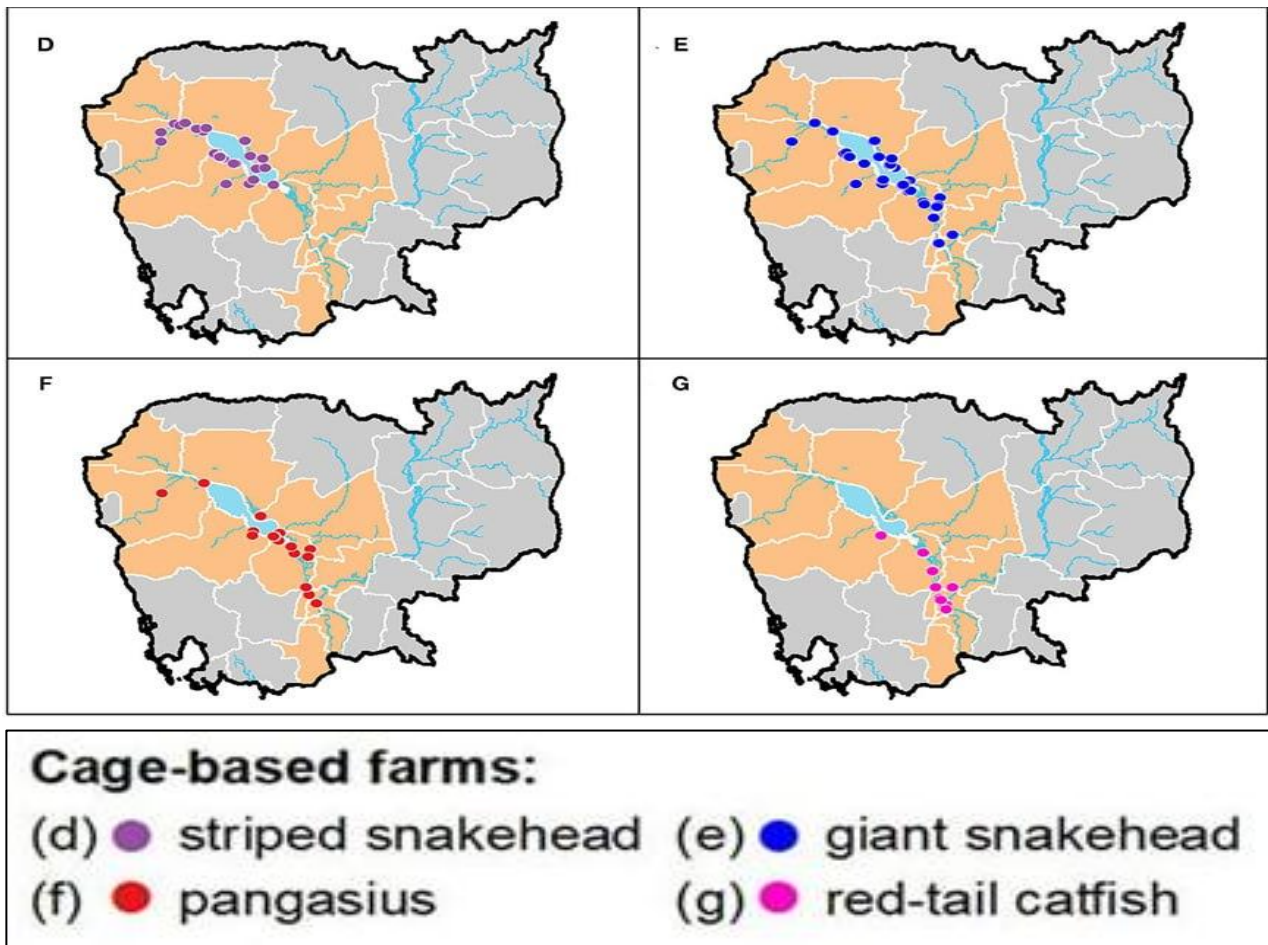 D
E
F
G
Cage-based farms:
(d) striped snakehead (e) giant snakehead
(f) pangasius (g) red-tail catfish